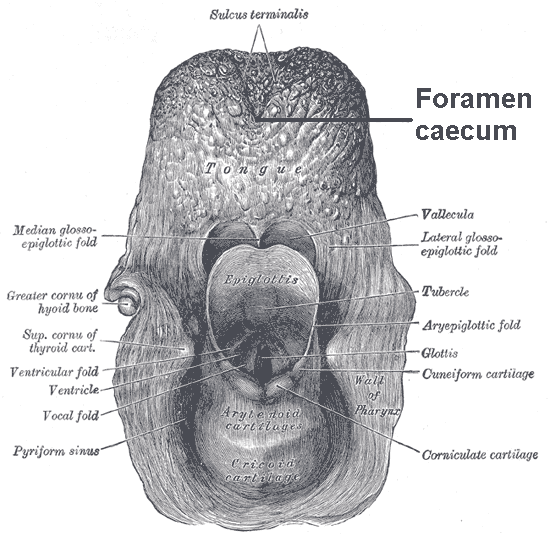 Sulcus terminalis
Foramen
caecum
Tongue
Median glosso-
epiglottic fold
Vallecula
Lateral glosso-
epiglottic fold
Epiglottis
Greater cornu of
hyoid bone
Tubercle
Sup. cornu of
thyroid cart.
Aryepiglottic fold
Glottis
Ventricular fold
Cuneiform cartilage
Ventricle
Wall
of
Pharynx
Vocal fold
Arytenoid
cartilages
Pyriform sinus
Corniculate cartilage
Cricoid
cartilage